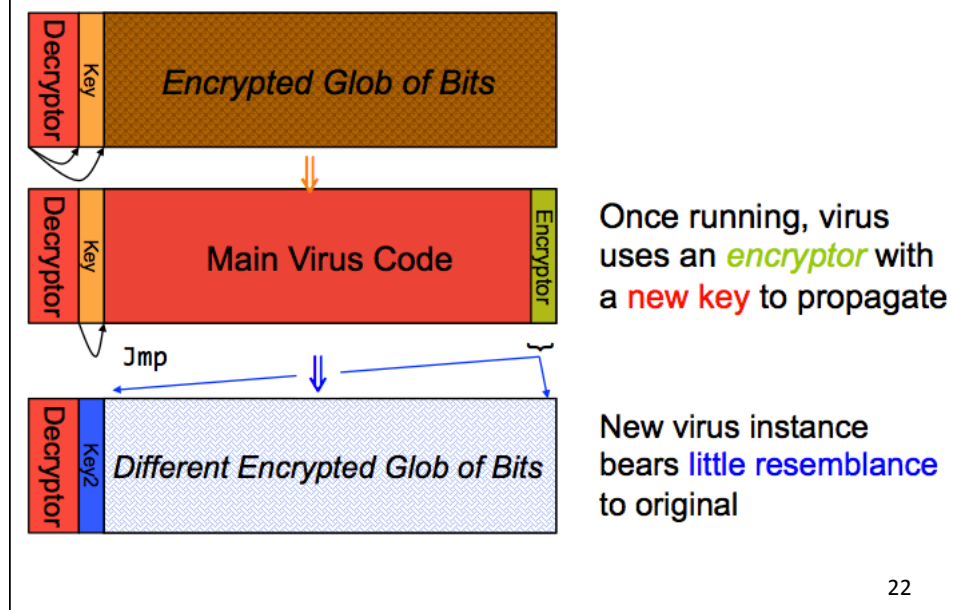 Decryptor
Key
Encrypted Glob of Bits
Decryptor
Key
Main Virus Code
Encryptor
Once running, virus
uses an encryptor with
a new key to propagate
Jmp
}
Decryptor
Key2
Different Encrypted Glob of Bits
New virus instance
bears little resemblance
to original
22